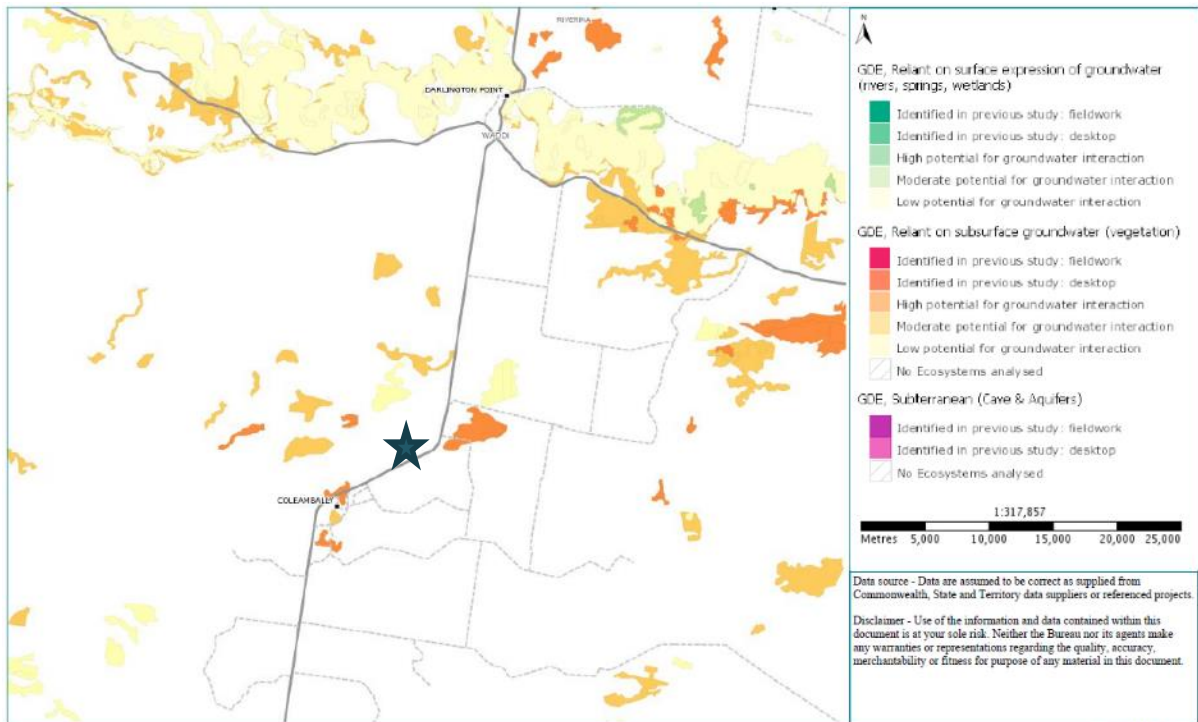 RIVERINA
DARLINGTON POINT
WADDI
COLEAMBALLY
N
GDE, Reliant on surface expression of groundwater
(rivers, springs, wetlands)
Identified in previous study: fieldwork
Identified in previous study: desktop
High potential for groundwater interaction
Moderate potential for groundwater interaction
Low potential for groundwater interaction
GDE, Reliant on subsurface groundwater (vegetation)
Identified in previous study: fieldwork
Identified in previous study: desktop
High potential for groundwater interaction
Moderate potential for groundwater interaction
Low potential for groundwater interaction
No Ecosystems analysed
GDE, Subterranean (Cave & Aquifers)
Identified in previous study: fieldwork
Identified in previous study: desktop
No Ecosystems analysed
1:317,857
Metres 5,000 10,000 15,000 20,000 25,000
Data source - Data are assumed to be correct as supplied from
Commonwealth, State and Territory data suppliers or referenced projects.
Disclaimer - Use of the information and data contained within this
document is at your sole risk. Neither the Bureau nor its agents make
any warranties or representations regarding the quality, accuracy,
merchantability or fitness for purpose of any material in this document.